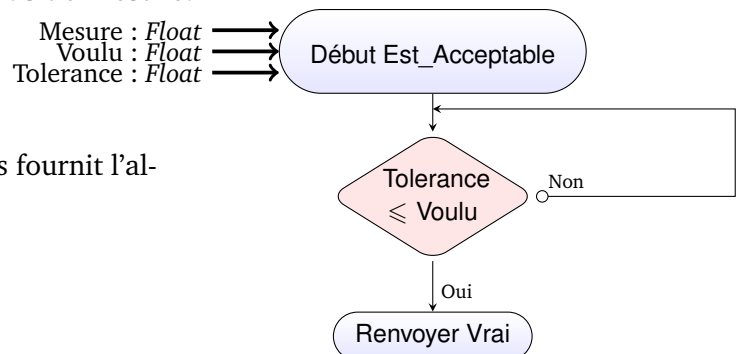 Mesure : Float
Voulu : Float
Tolerance : Float
Début Est_Acceptable
s fournit l'al-
Tolerance
⩽ Voulu
Non
Oui
Renvoyer Vrai